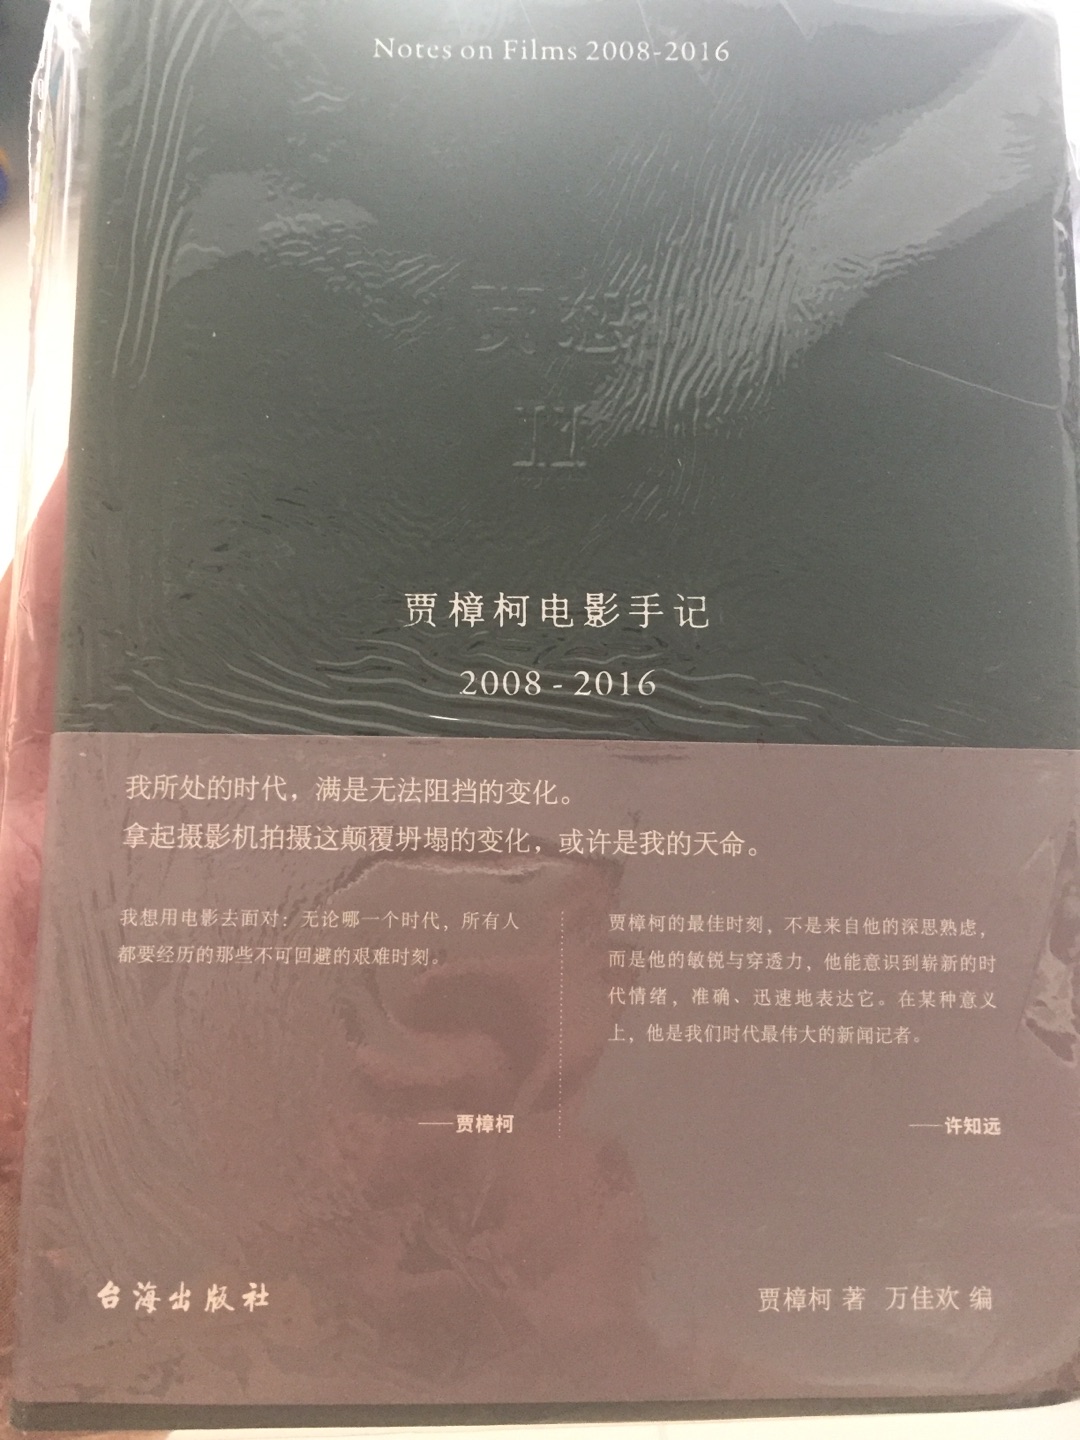 Notes on Films 2008-2016
贾想
II
贾樟柯电影手记
2008 - 2016
我所处的时代，满是无法阻挡的变化。
拿起摄影机拍摄这颠覆坍塌的变化，或许是我的天命。
我想用电影去面对：无论哪一个时代，所有人
都要经历的那些不可回避的艰难时刻。
——贾樟柯
贾樟柯的最佳时刻，不是来自他的深思熟虑，
而是他的敏锐与穿透力，他能意识到崭新的时
代情绪，准确、迅速地表达它。在某种意义
上，他是我们时代最伟大的新闻记者。
——许知远
台海出版社
贾樟柯 著 万佳欢 编